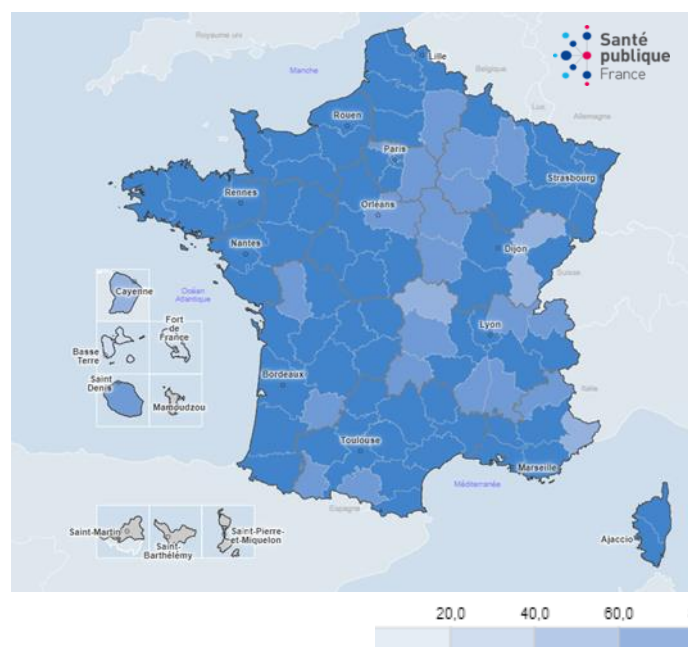 Santé
publique
France
Royaume uni
Lille
Manche
Belgique
Lux
Allemagne
Rouen
Paris
Strasbourg
Rennes
Orléans
Nantes
Dijon
Suisse
Cayenne
Océan
Atlantique
Fort
de
France
Basse
Terre
Lyon
Saint
Denis
Mamoudzou
Bordeaux
Italie
Toulouse
Marseille
Méditerranée
Espagne
Saint-Martin
Saint-
Barthélémy
Saint-Pierre-
et-Miquelon
Ajaccio
20,0 40,0 60,0